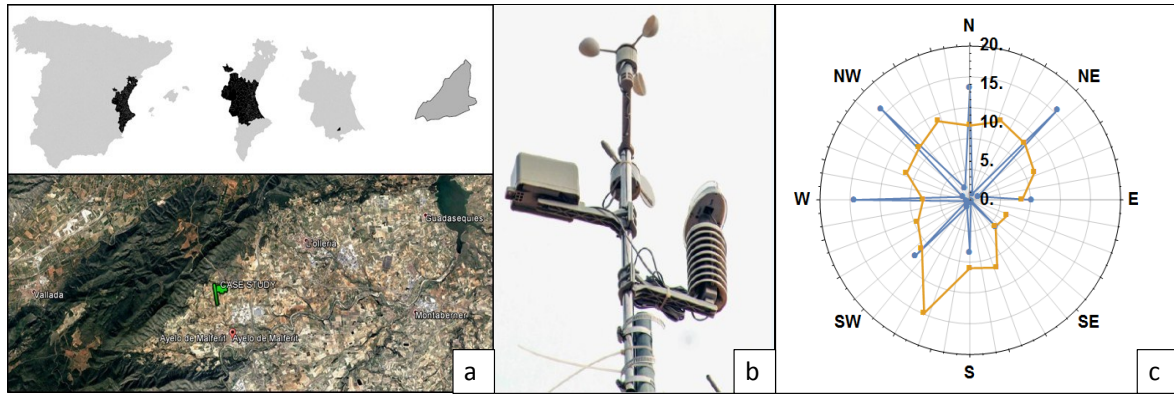 Guadasequies
Colleria
CASE STUDY
Vallada
Montaberner
Ayelo de Malferit
Ayelo de Malferit
a
b
N
20.
NW
NE
15.
10.
5.
W
0.
E
SW
SE
S
c